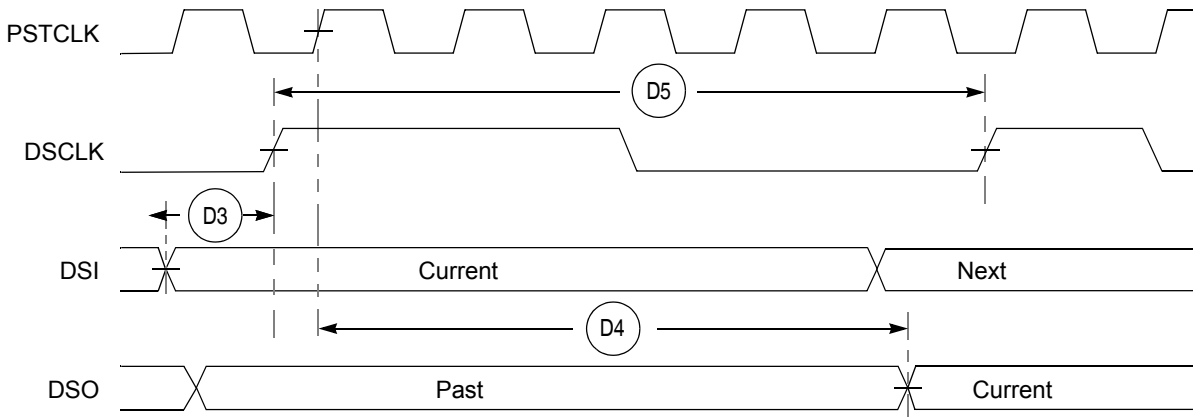 PSTCLK
D5
DSCLK
D3
DSI
Current
Next
D4
DSO
Past
Current